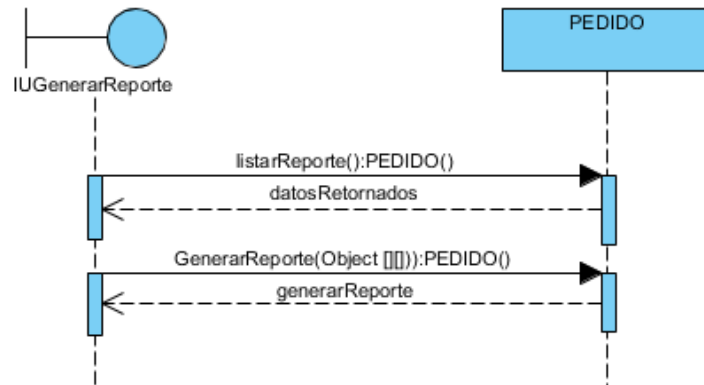 PEDIDO
IUGenerarReporte
listarReporte():PEDIDO()
datosRetornados
GenerarReporte(Object [][])):PEDIDO()
generarReporte